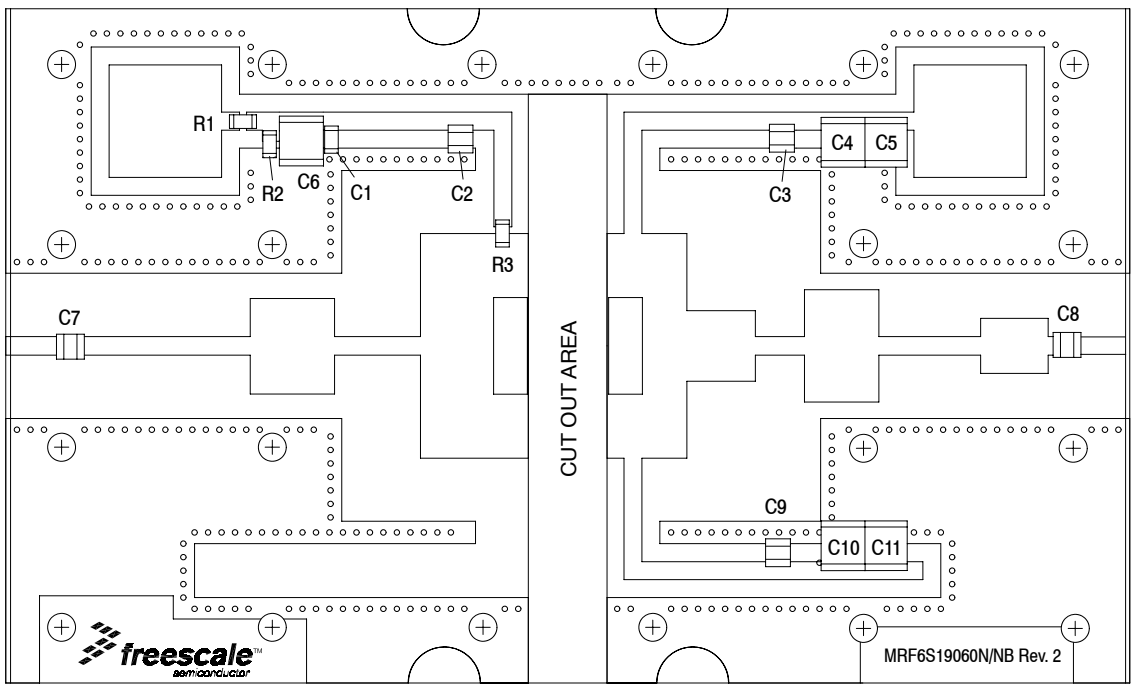 R1
R2
C6
C1
C2
R3
C3
C4
C5
C7
C8
CUT OUT AREA
C9
C10
C11
freescale™
semiconductor
MRF6S19060N/NB Rev. 2